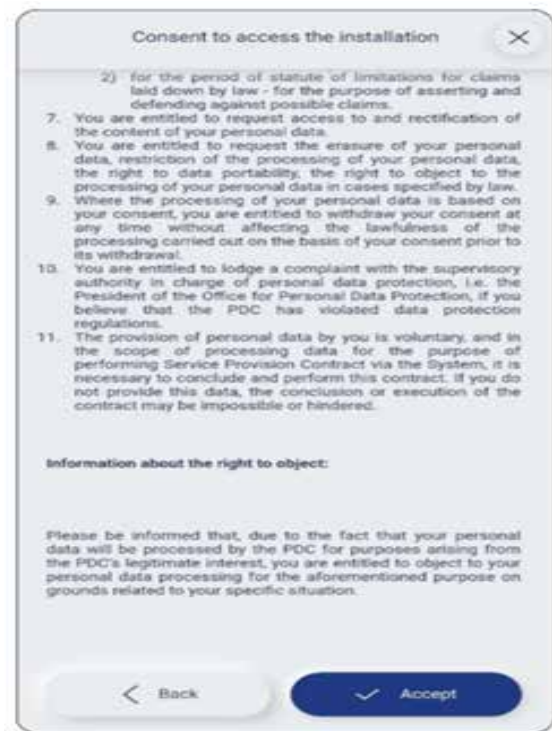 Consent to access the installation
2) for the period of statute of limitations for claims
laid down by law - for the purpose of asserting and
defending against possible claims.
7. You are entitled to request access to and rectification of
the content of your personal data.
8. You are entitled to request the erasure of your personal
data, restriction of the processing of your personal data,
the right to data portability, the right to object to the
processing of your personal data in cases specified by law.
9. Where the processing of your personal data is based on
your consent, you are entitled to withdraw your consent at
any time without affecting the lawfulness of the
processing carried out on the basis of your consent prior to
its withdrawal.
10. You are entitled to lodge a complaint with the supervisory
authority in charge of personal data protection, i.e. the
President of the Office for Personal Data Protection, if you
believe that the PDC has violated data protection
regulations.
11. The provision of personal data by you is voluntary, and in
the scope of processing data for the purpose of
performing Service Provision Contract via the System, it is
necessary to conclude and perform this contract. If you do
not provide this data, the conclusion or execution of the
contract may be impossible or hindered.
Information about the right to object:
Please be informed that, due to the fact that your personal
data will be processed by the PDC for purposes arising from
the PDC's legitimate interest, you are entitled to object to your
personal data processing for the aforementioned purpose on
grounds related to your specific situation.
Back
Accept